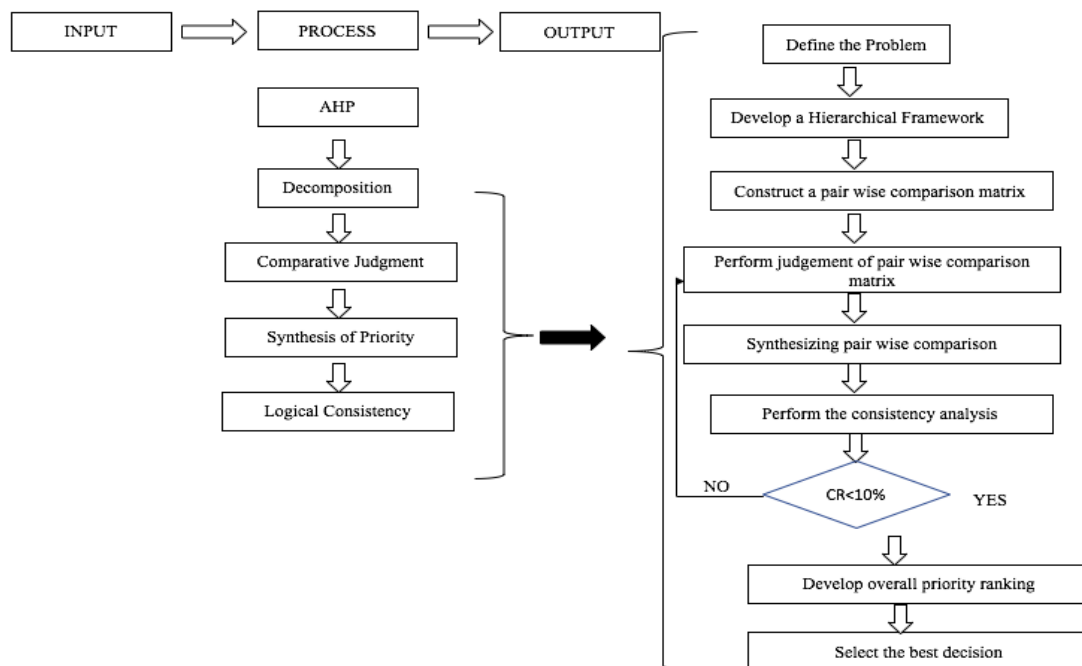 INPUT
PROCESS
OUTPUT
AHP
Decomposition
Comparative Judgment
Synthesis of Priority
Logical Consistency
Define the Problem
Develop a Hierarchical Framework
Construct a pair wise comparison matrix
Perform judgement of pair wise comparison
matrix
Synthesizing pair wise comparison
Perform the consistency analysis
NO
CR<10%
YES
Develop overall priority ranking
Select the best decision